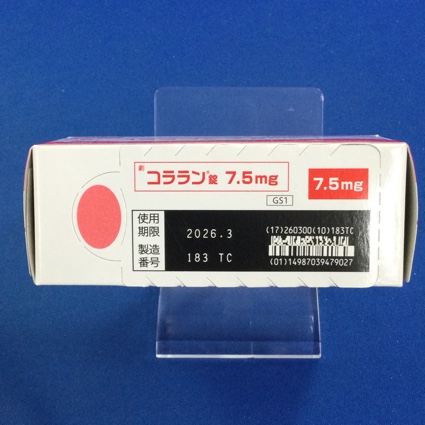 劇 コララン®錠 7.5mg
7.5mg
GS1
使用期限 2026.3
製造番号 183 TC
(17)260300(10)183TC
(01)14987039479027